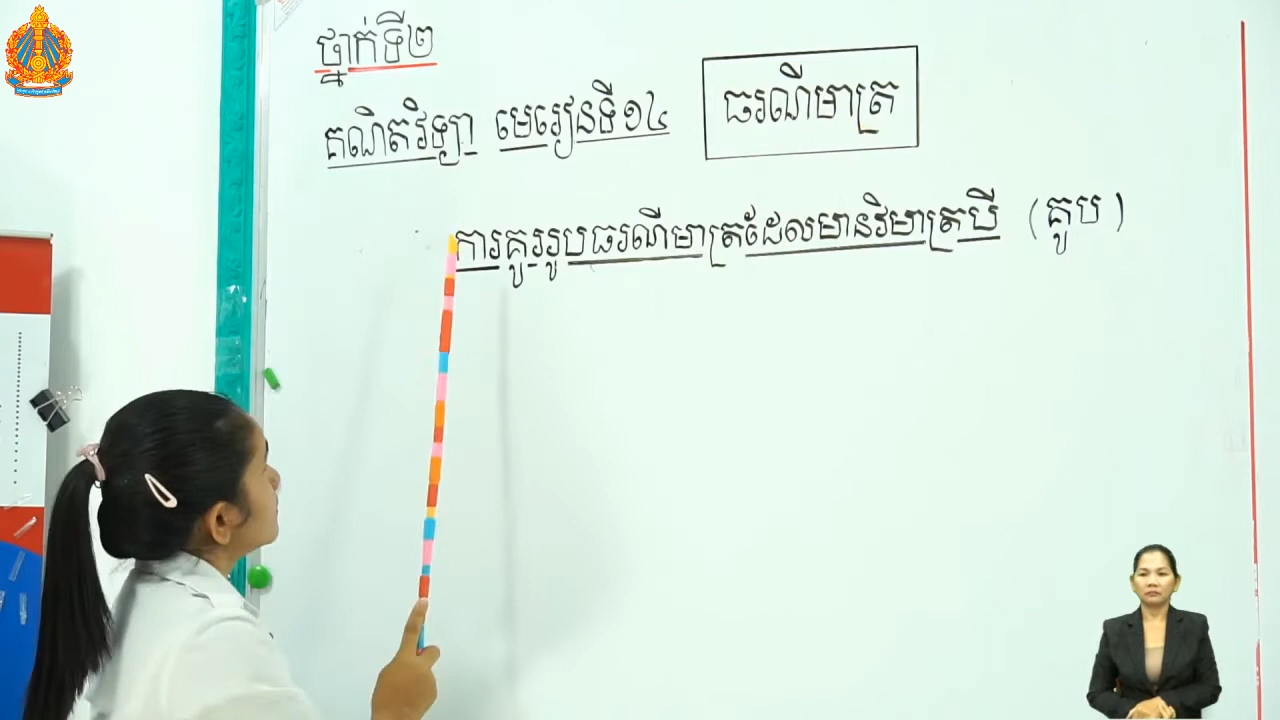 ថ្នាក់ទី២
គណិតវិទ្យា មេរៀនទី១៤
ធរណីមាត្រ
ការគូររូបធរណីមាត្រដែលមានវិមាត្របី (គូប)